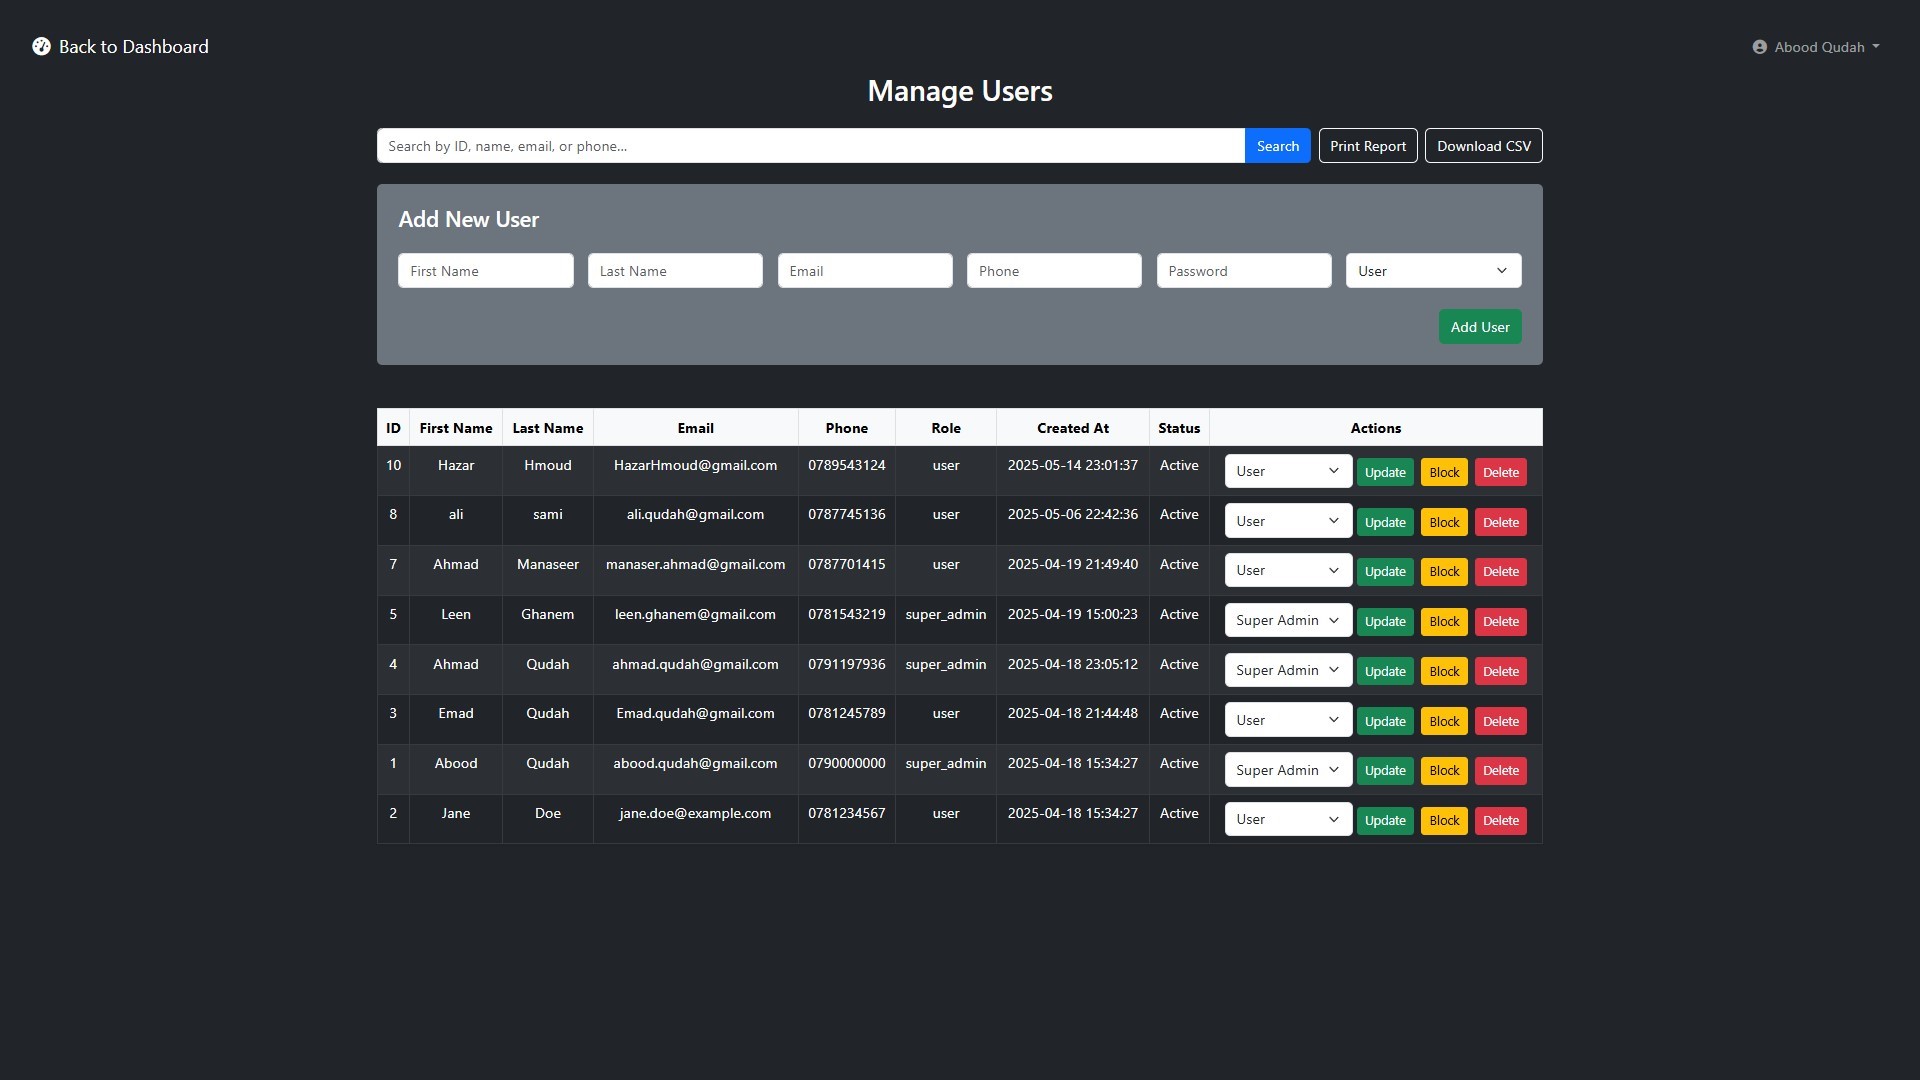 Back to Dashboard
Abood Qudah
Manage Users
Search by ID, name, email, or phone... Search Print Report Download CSV
Add New User
First Name Last Name Email Phone Password User
Add User
ID First Name Last Name Email Phone Role Created At Status Actions
10 Hazar Hmoud HazarHmoud@gmail.com 0789543124 user 2025-05-14 23:01:37 Active User Update Block Delete
8 ali sami ali.qudah@gmail.com 0787745136 user 2025-05-06 22:42:36 Active User Update Block Delete
7 Ahmad Manaseer manaser.ahmad@gmail.com 0787701415 user 2025-04-19 21:49:40 Active User Update Block Delete
5 Leen Ghanem leen.ghanem@gmail.com 0781543219 super_admin 2025-04-19 15:00:23 Active Super Admin Update Block Delete
4 Ahmad Qudah ahmad.qudah@gmail.com 0791197936 super_admin 2025-04-18 23:05:12 Active Super Admin Update Block Delete
3 Emad Qudah Emad.qudah@gmail.com 0781245789 user 2025-04-18 21:44:48 Active User Update Block Delete
1 Abood Qudah abood.qudah@gmail.com 0790000000 super_admin 2025-04-18 15:34:27 Active Super Admin Update Block Delete
2 Jane Doe jane.doe@example.com 0781234567 user 2025-04-18 15:34:27 Active User Update Block Delete